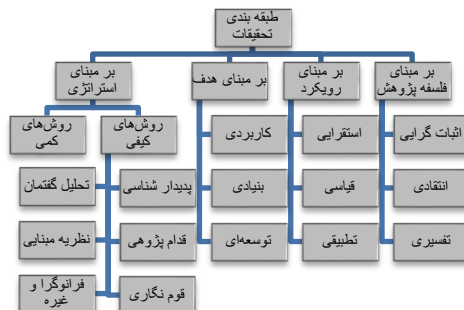 طبقه بندی
تحقیقات
بر مبنای
فلسفه پژوهش
بر مبنای
رویکرد
بر مبنای هدف
بر مبنای
استراتژی
اثبات گرایی
انتقادی
تفسیری
استقرایی
قیاسی
تطبیقی
کاربردی
بنیادی
توسعه‌ای
روش‌های
کیفی
روش‌های
کمی
پدیدار شناسی
تحلیل گفتمان
قدام پژوهی
نظریه مبنایی
قوم نگاری
فرانوگرا و
غیره